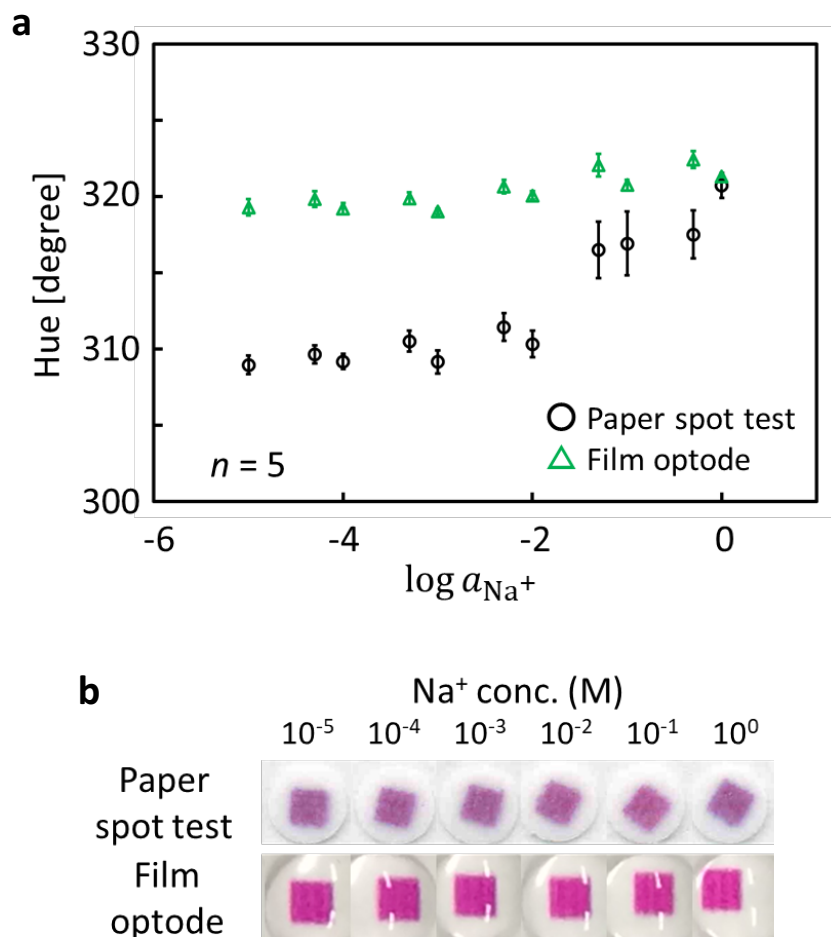 a
330
320
310
300
Hue [degree]
Paper spot test
Film optode
n = 5
-6 -4 -2 0
log a_Na⁺
b
Na⁺ conc. (M)
10⁻⁵ 10⁻⁴ 10⁻³ 10⁻² 10⁻¹ 10⁰
Paper
spot test
Film
optode